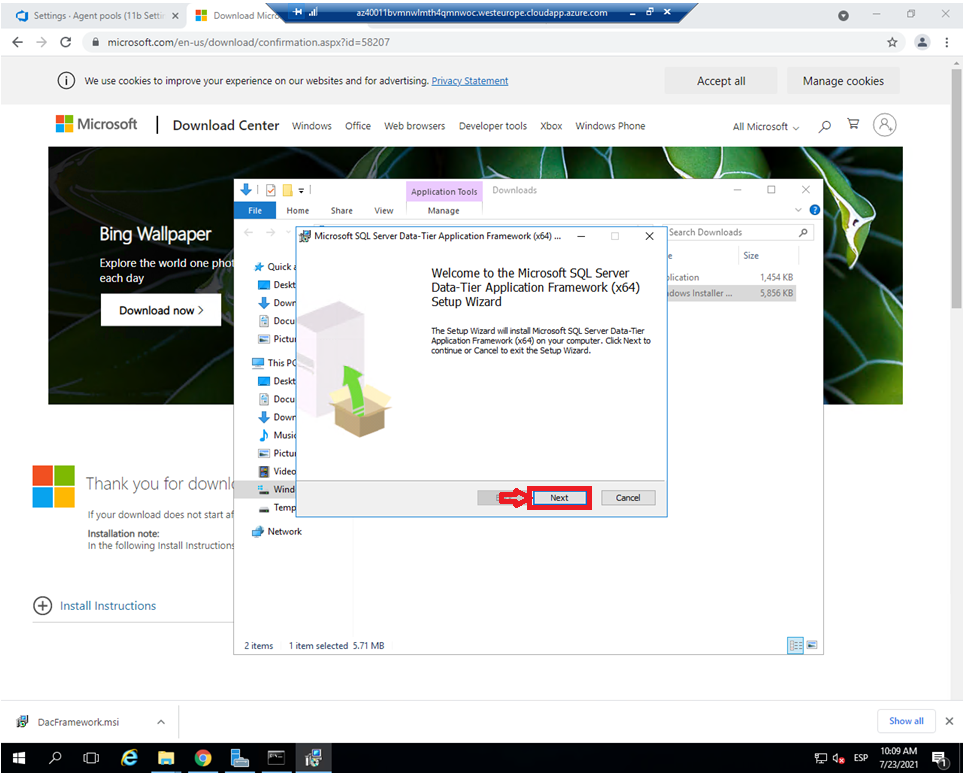 Settings · Agent pools (11b Setti
Download Micro
az40011bvmnwlmth4qmnwoc.westeurope.cloudapp.azure.com
microsoft.com/en-us/download/confirmation.aspx?id=58207
We use cookies to improve your experience on our websites and for advertising. Privacy Statement
Accept all
Manage cookies
Microsoft
Download Center
Windows
Office
Web browsers
Developer tools
Xbox
Windows Phone
All Microsoft
Bing Wallpaper
Explore the world one phot
each day
Download now
Application Tools
Downloads
File
Home
Share
View
Manage
Search Downloads
Size
plication
1,454 KB
ndows Installer ...
5,856 KB
Quick a
Deskt
Down
Docu
Pictur
This PC
Deskt
Docu
Down
Music
Pictur
Video
Wind
Temp
Network
2 items
1 item selected 5.71 MB
Microsoft SQL Server Data-Tier Application Framework (x64) ...
Welcome to the Microsoft SQL Server
Data-Tier Application Framework (x64)
Setup Wizard
The Setup Wizard will install Microsoft SQL Server Data-Tier
Application Framework (x64) on your computer. Click Next to
continue or Cancel to exit the Setup Wizard.
Next
Cancel
Thank you for downlo
If your download does not start af
Installation note:
In the following Install Instructions
Install Instructions
DacFramework.msi
Show all
ESP
10:09 AM
7/23/2021
1